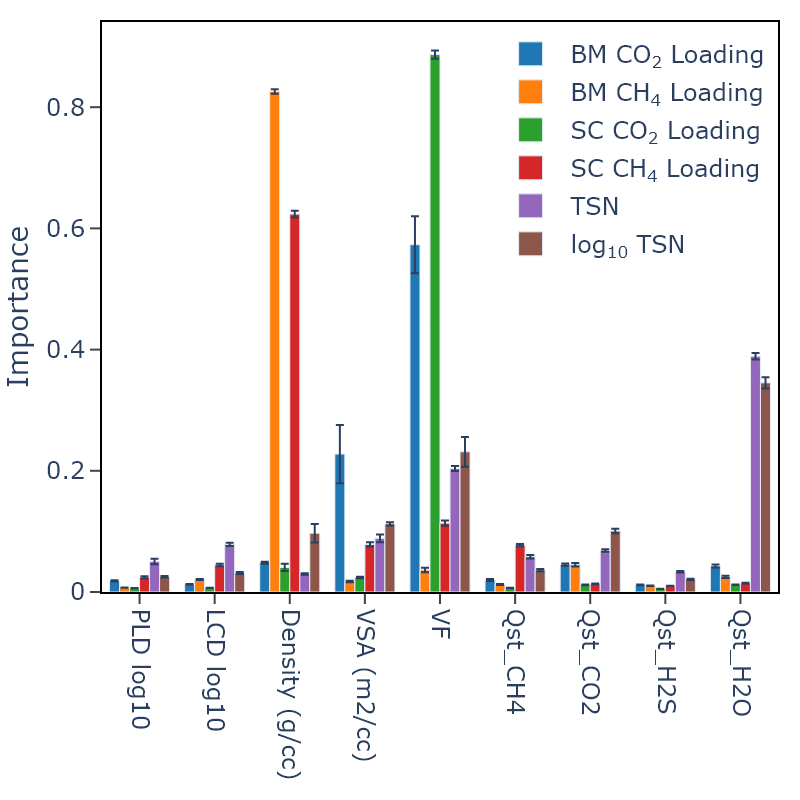 BM CO₂ Loading
BM CH₄ Loading
SC CO₂ Loading
SC CH₄ Loading
TSN
log₁₀ TSN
Importance
0.8
0.6
0.4
0.2
0
PLD log10
LCD log10
Density (g/cc)
VSA (m2/cc)
VF
Qst_CH4
Qst_CO2
Qst_H2S
Qst_H2O